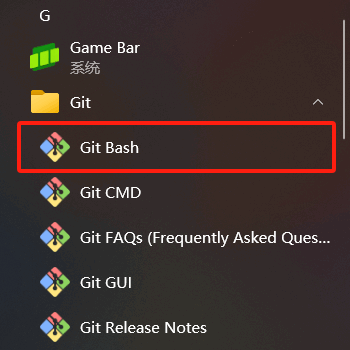 G
Game Bar
系统
Git
Git Bash
Git CMD
Git FAQs (Frequently Asked Ques...
Git GUI
Git Release Notes